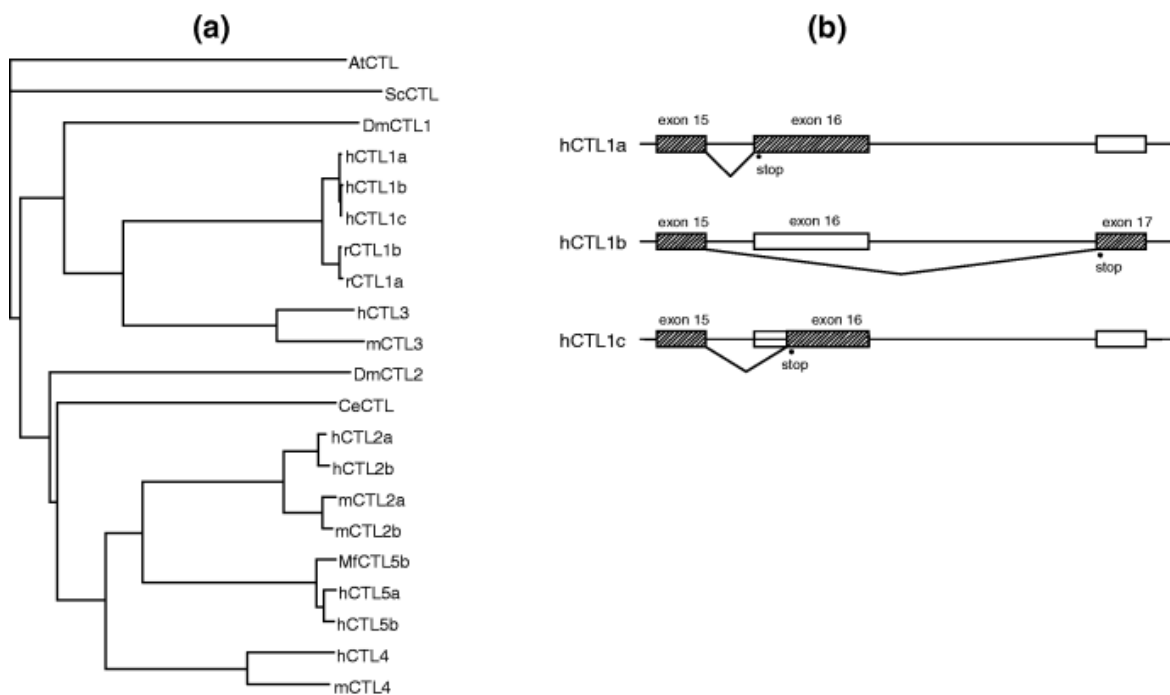 (a)
AtCTL
ScCTL
DmCTL1
hCTL1a
hCTL1b
hCTL1c
rCTL1b
rCTL1a
hCTL3
mCTL3
DmCTL2
CeCTL
hCTL2a
hCTL2b
mCTL2a
mCTL2b
MfCTL5b
hCTL5a
hCTL5b
hCTL4
mCTL4
(b)
exon 15 exon 16
hCTL1a
stop
exon 15 exon 16 exon 17
hCTL1b
stop
exon 15 exon 16
hCTL1c
stop